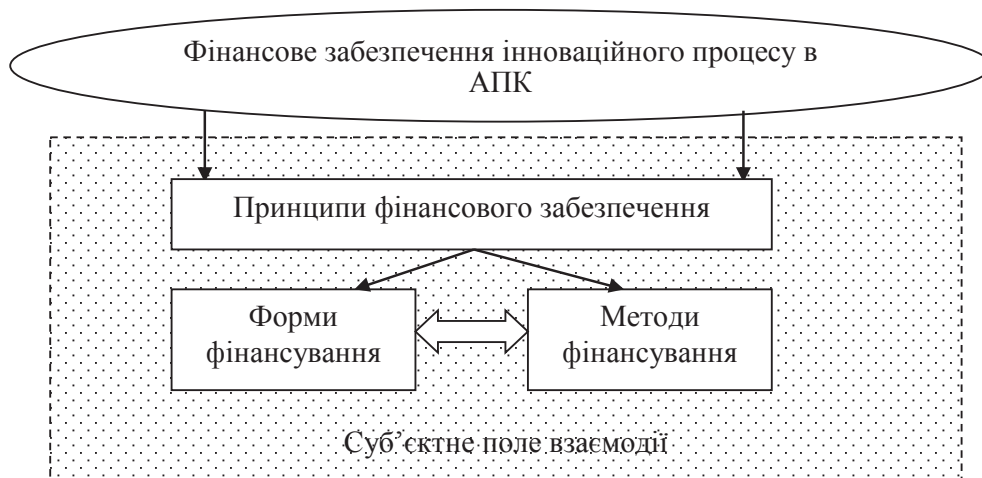 Фінансове забезпечення інноваційного процесу в
АПК
Принципи фінансового забезпечення
Форми
фінансування
Методи
фінансування
Суб’єктне поле взаємодії